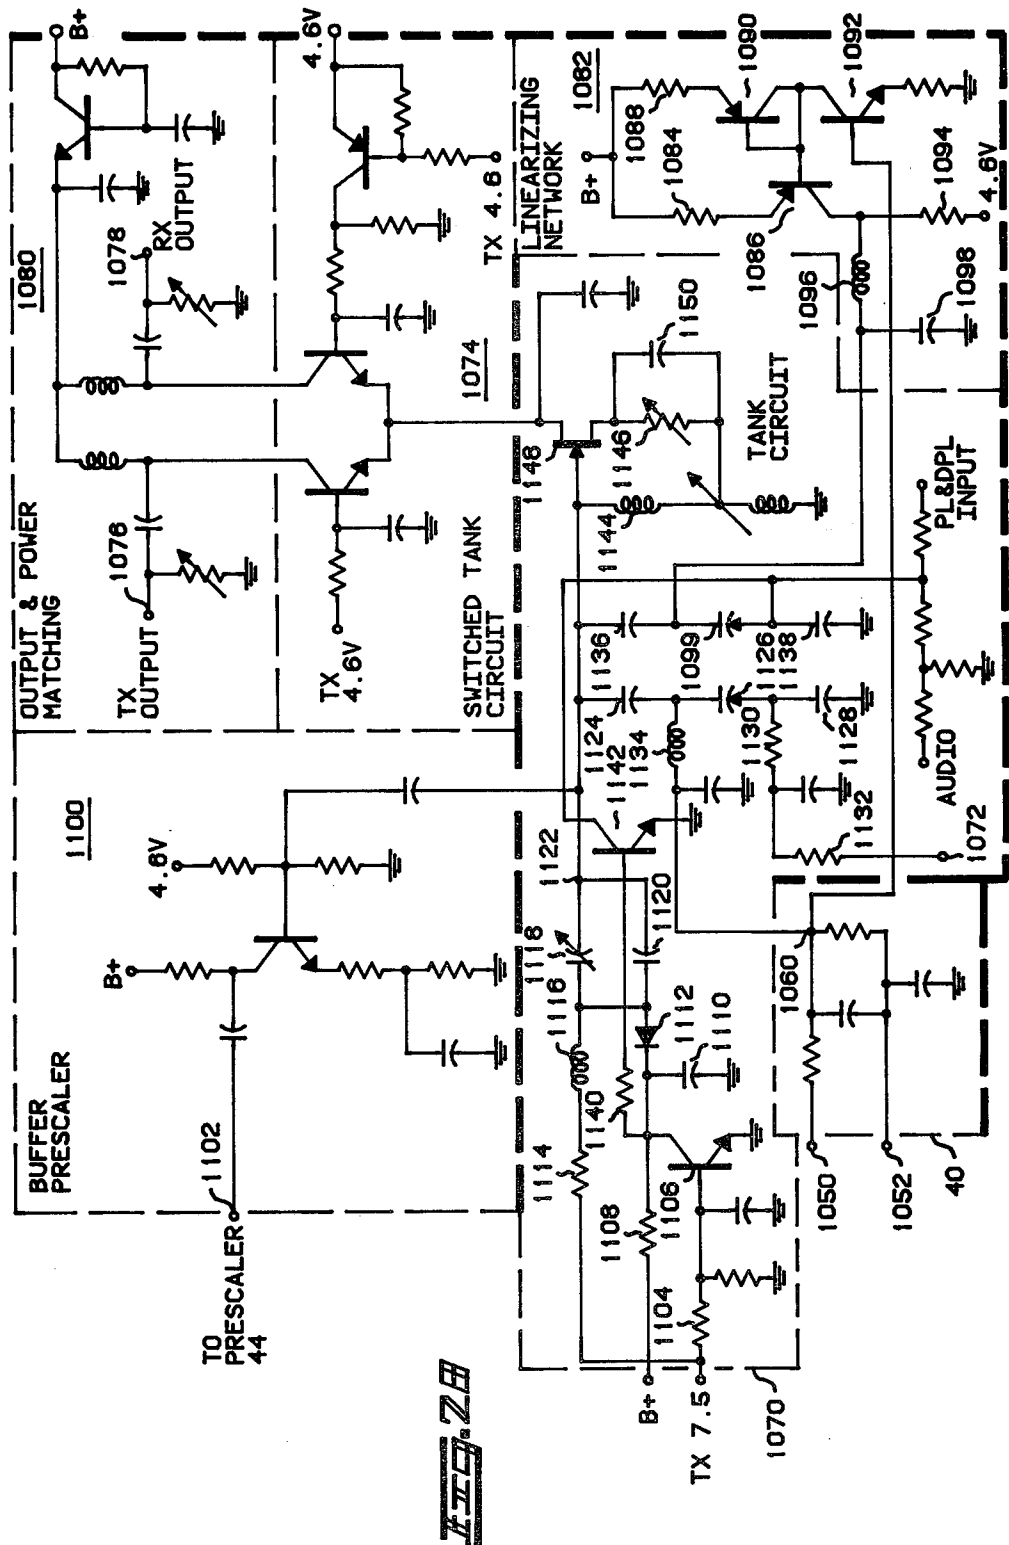 BUFFER
PRESCALER
1100
B+
4.6V
1102
TO
PRESCALER
44
OUTPUT & POWER
MATCHING
1080
B+
TX
OUTPUT
1076
1078
RX
OUTPUT
TX
4.6V
SWITCHED TANK
CIRCUIT
1074
4.6V
TX 4.6
LINEARIZING
NETWORK
1082
B+
1088
1084
1090
1086
1092
1094
4.6V
1096
1098
1148
1150
1146
1144
TANK
CIRCUIT
1136
1099
1126
1138
1124
1142
1134
1130
1128
1132
1072
PL&DPL
INPUT
AUDIO
1122
1120
1118
1116
1112
1110
1114
1140
1108
1106
1104
B+
TX 7.5
1070
1060
1050
1052
40
Fig. 28